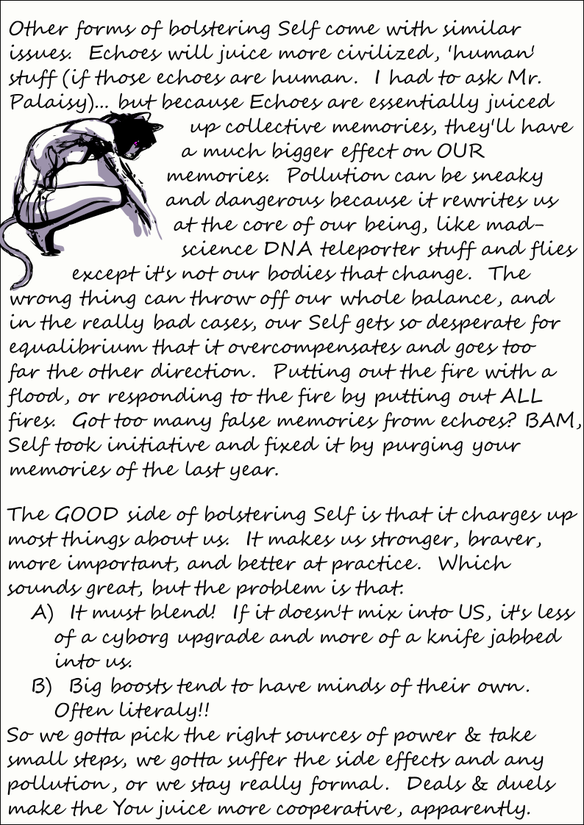 Other forms of bolstering Self come with similar
issues. Echoes will juice more civilized, 'human'
stuff (if those echoes are human. I had to ask Mr.
Palaisy)... but because Echoes are essentially juiced
up collective memories, they'll have
a much bigger effect on OUR
memories. Pollution can be sneaky
and dangerous because it rewrites us
at the core of our being, like mad-
science DNA teleporter stuff and flies
except it's not our bodies that change. The
wrong thing can throw off our whole balance, and
in the really bad cases, our Self gets so desperate for
equalibrium that it overcompensates and goes too
far the other direction. Putting out the fire with a
flood, or responding to the fire by putting out ALL
fires. Got too many false memories from echoes? BAM,
Self took initiative and fixed it by purging your
memories of the last year.

The GOOD side of bolstering Self is that it charges up
most things about us. It makes us stronger, braver,
more important, and better at practice. Which
sounds great, but the problem is that:
A) It must blend! If it doesn't mix into US, it's less
of a cyborg upgrade and more of a knife jabbed
into us.
B) Big boosts tend to have minds of their own.
Often literaly!!
So we gotta pick the right sources of power & take
small steps, we gotta suffer the side effects and any
pollution, or we stay really formal. Deals & duels
make the You juice more cooperative, apparently.